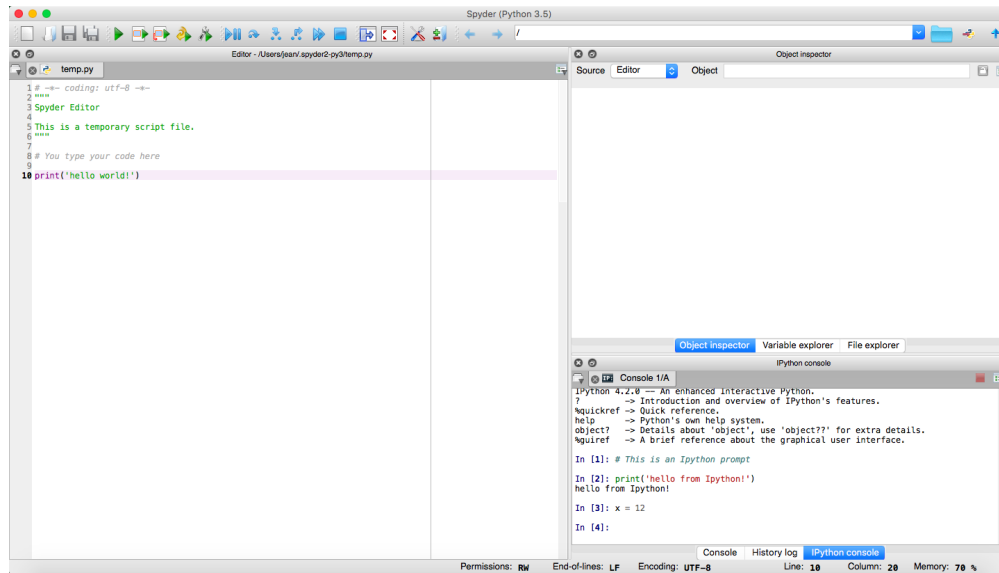 Spyder (Python 3.5)
/
Editor - /Users/jean/.spyder2-py3/temp.py
temp.py
1 # -*- coding: utf-8 -*-
2 """
3 Spyder Editor
4
5 This is a temporary script file.
6 """
7
8 # You type your code here
9
10 print('hello world!')
Object inspector
Source Editor Object
Object inspector Variable explorer File explorer
IPython console
IP: Console 1/A
IPython 4.2.0 -- An enhanced Interactive Python.
? -> Introduction and overview of IPython's features.
%quickref -> Quick reference.
help -> Python's own help system.
object? -> Details about 'object', use 'object??' for extra details.
%guiref -> A brief reference about the graphical user interface.
In [1]: # This is an Ipython prompt
In [2]: print('hello from Ipython!')
hello from Ipython!
In [3]: x = 12
In [4]:
Console History log IPython console
Permissions: RW End-of-lines: LF Encoding: UTF-8 Line: 10 Column: 20 Memory: 70 %